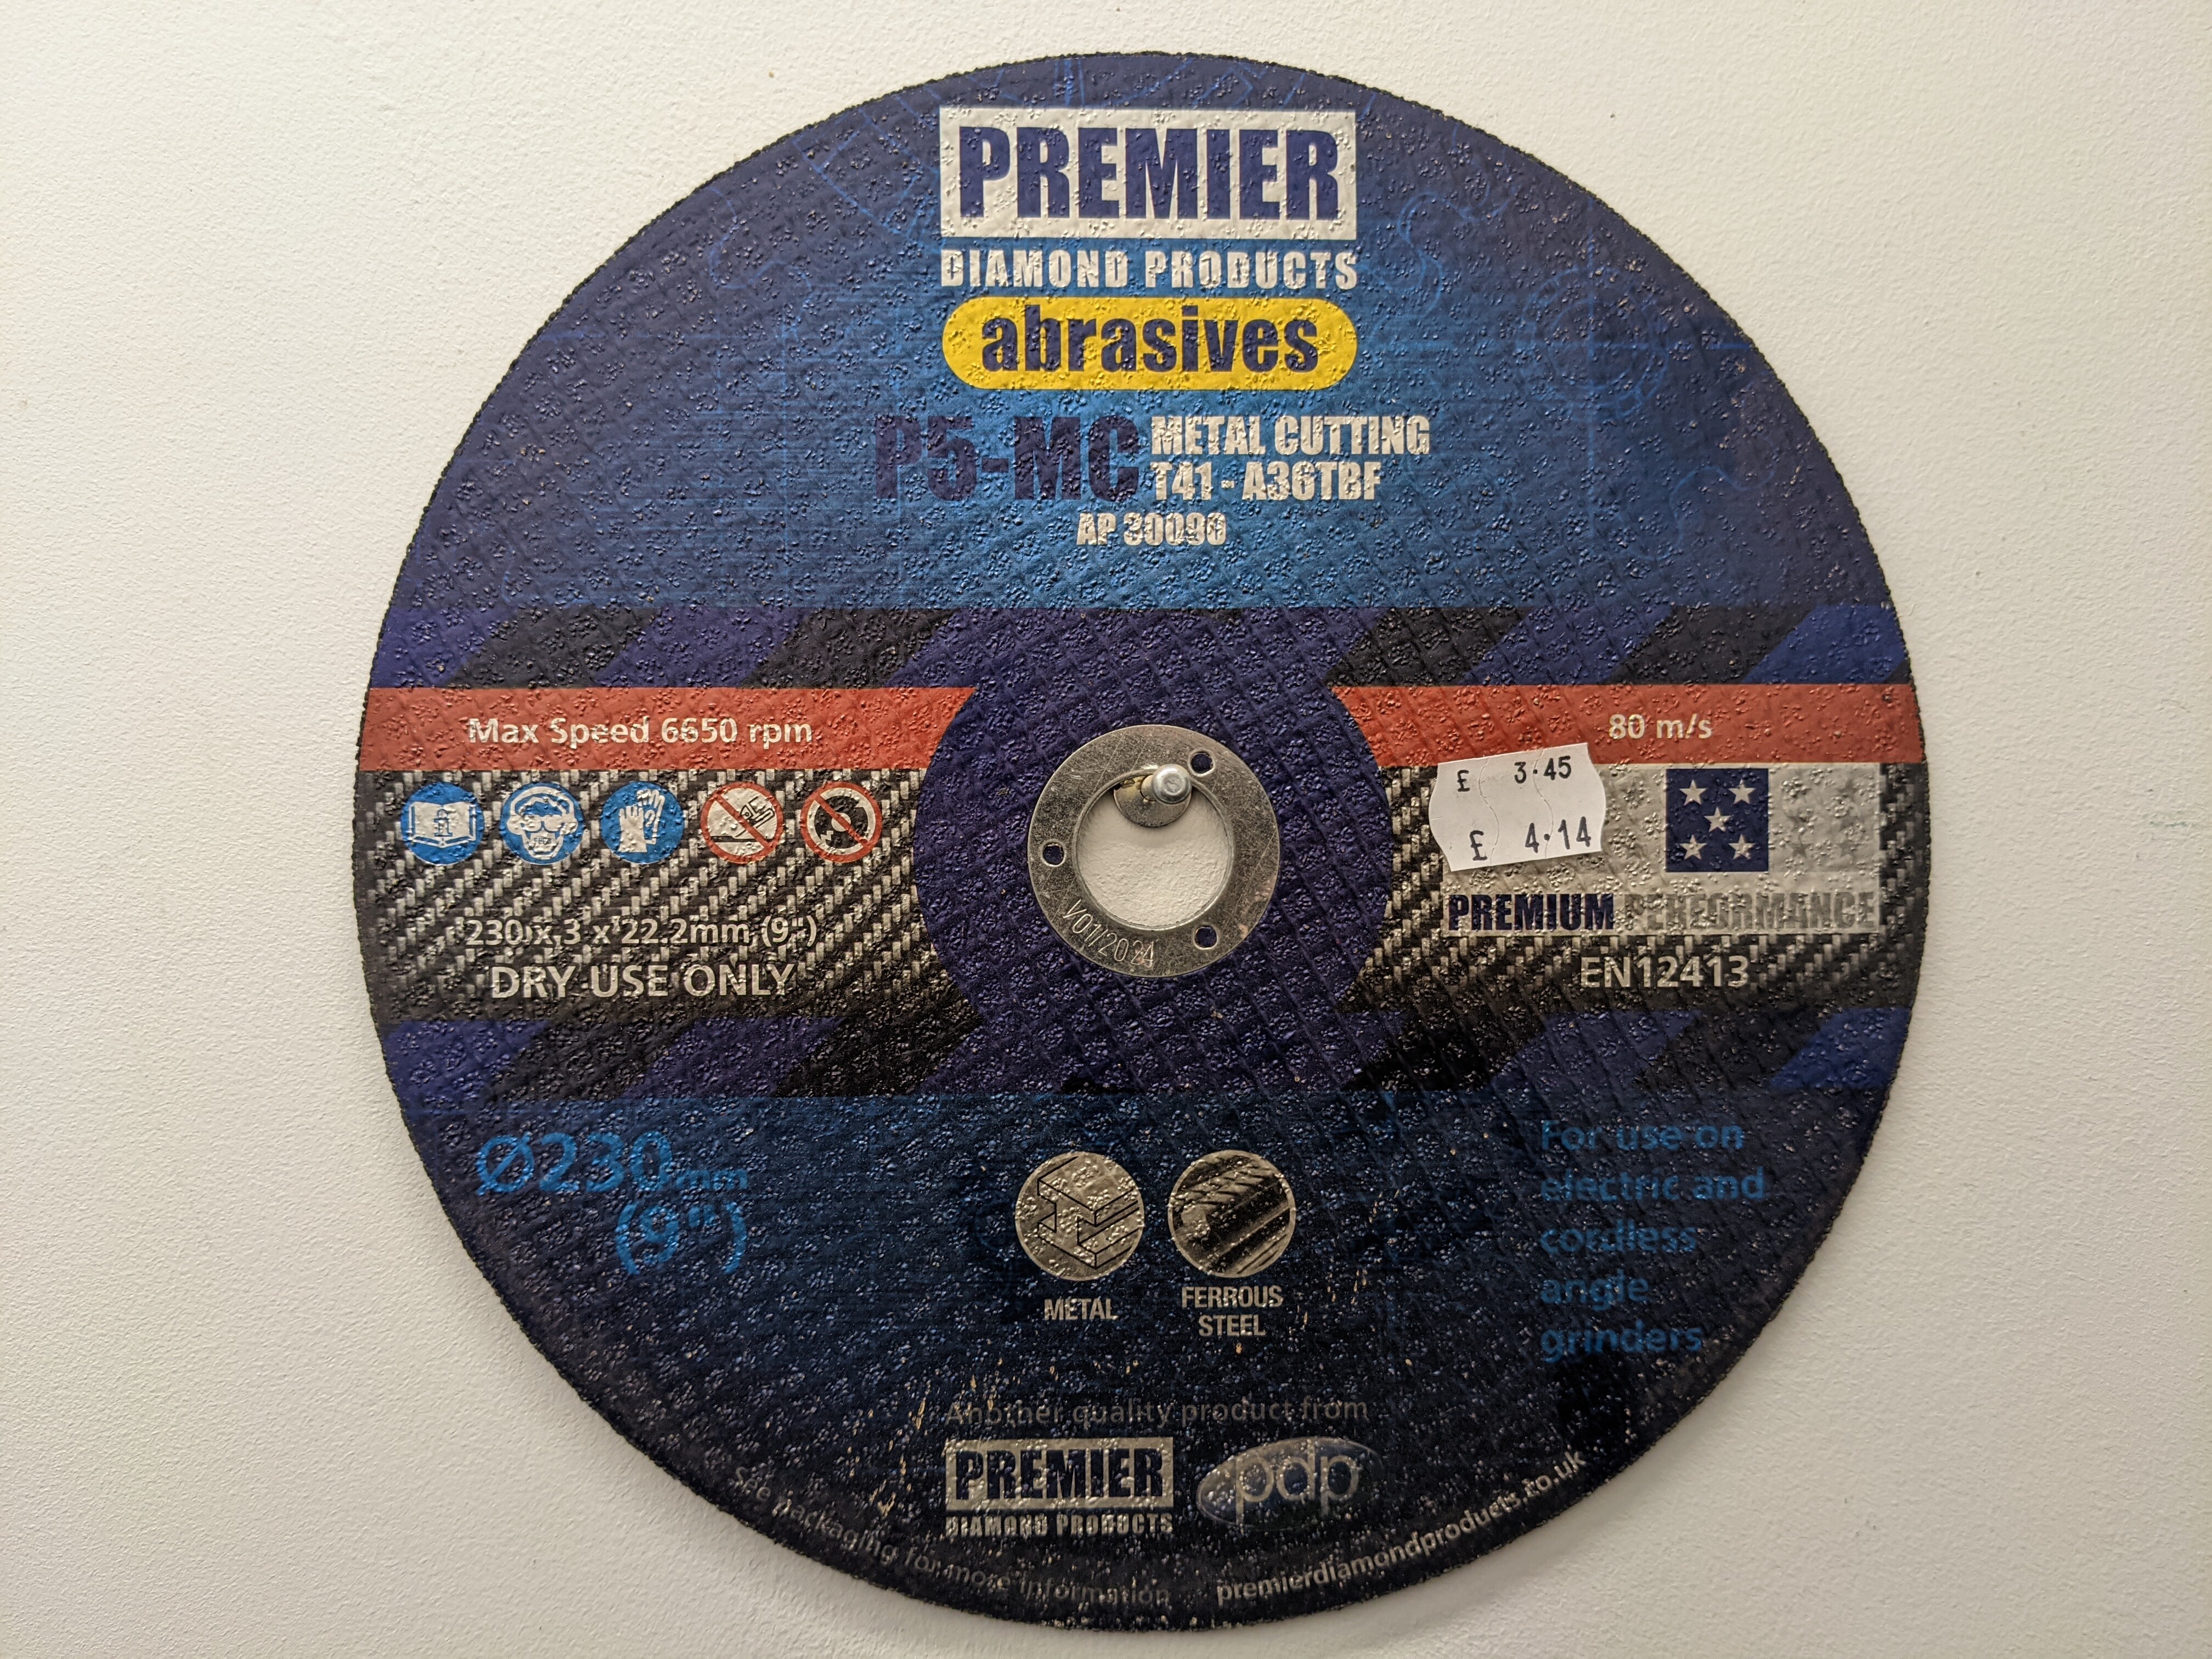 PREMIER
DIAMOND PRODUCTS
abrasives
P5-MC METAL CUTTING
T41 - A36TBF
AP 30090
Max Speed 6650 rpm
80 m/s
£ 3.45
£ 4.14
PREMIUM PERFORMANCE
230 x 3 x 22.2mm (9")
DRY USE ONLY
V01/2024
EN12413
Ø230mm
(9")
METAL
FERROUS
STEEL
For use on
electric and
cordless
angle
grinders
Another quality product from
PREMIER
DIAMOND PRODUCTS
pdp
see packaging for more information
premierdiamondproducts.co.uk